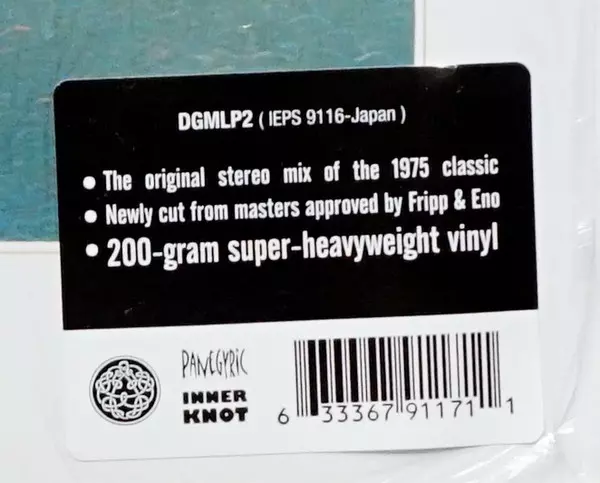 DGMLP2 ( IEPS 9116-Japan )
• The original stereo mix of the 1975 classic
• Newly cut from masters approved by Fripp & Eno
• 200-gram super-heavyweight vinyl
PANEGYRIC
INNER
KNOT
6 33367 91171 1